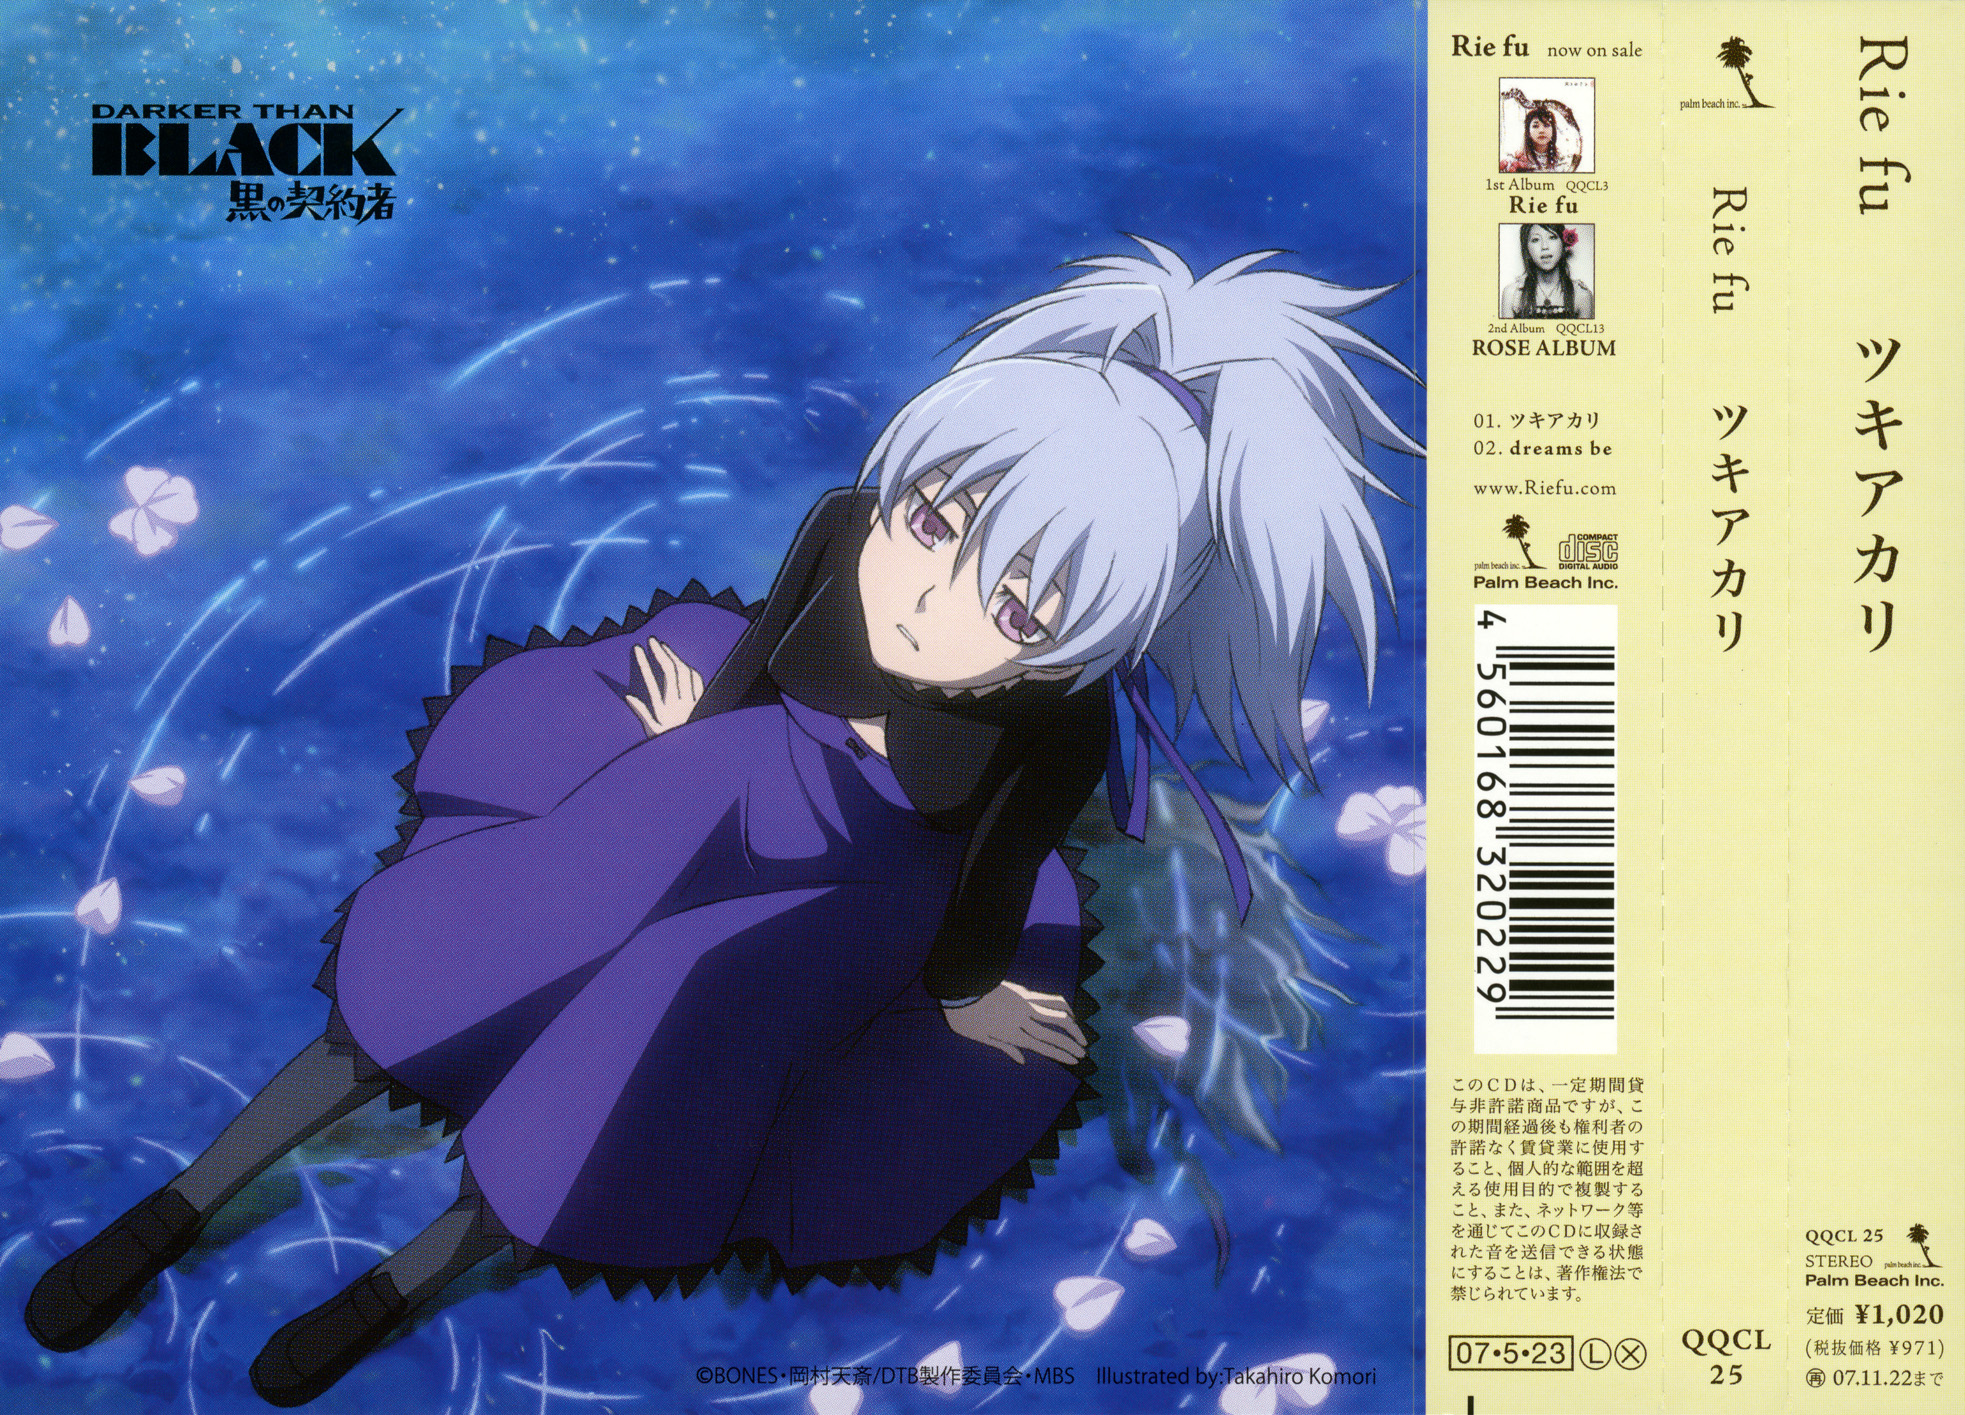 DARKER THAN
BLACK
黒の契約者
©BONES・岡村天斎/DTB製作委員会・MBS Illustrated by:Takahiro Komori
Rie fu now on sale
1st Album QQCL3
Rie fu
2nd Album QQCL13
ROSE ALBUM
01. ツキアカリ
02. dreams be
www.Riefu.com
palm beach inc.
COMPACT
disc
DIGITAL AUDIO
Palm Beach Inc.
4 560168 320229
このCDは、一定期間貸
与非許諾商品ですが、こ
の期間経過後も権利者の
許諾なく賃貸業に使用す
ること、個人的な範囲を超
える使用目的で複製する
こと、また、ネットワーク等
を通じてこのCDに収録さ
れた音を送信できる状態
にすることは、著作権法で
禁じられています。
07・5・23 Ⓛ Ⓧ
palm beach inc.
Rie fu ツキアカリ
QQCL
25
Rie fu ツキアカリ
QQCL 25
STEREO palm beach inc.
Palm Beach Inc.
定価 ¥1,020
(税抜価格 ¥971)
再 07.11.22まで